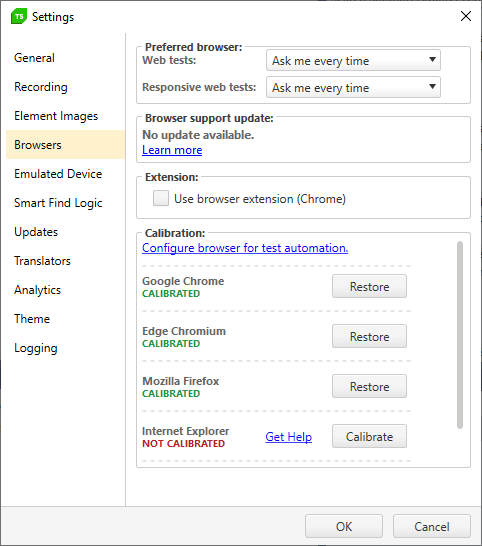 TS Settings
General
Recording
Element Images
Browsers
Emulated Device
Smart Find Logic
Updates
Translators
Analytics
Theme
Logging
Preferred browser:
Web tests: Ask me every time
Responsive web tests: Ask me every time
Browser support update:
No update available.
Learn more
Extension:
Use browser extension (Chrome)
Calibration:
Configure browser for test automation.
Google Chrome
CALIBRATED
Restore
Edge Chromium
CALIBRATED
Restore
Mozilla Firefox
CALIBRATED
Restore
Internet Explorer
NOT CALIBRATED
Get Help
Calibrate
OK
Cancel